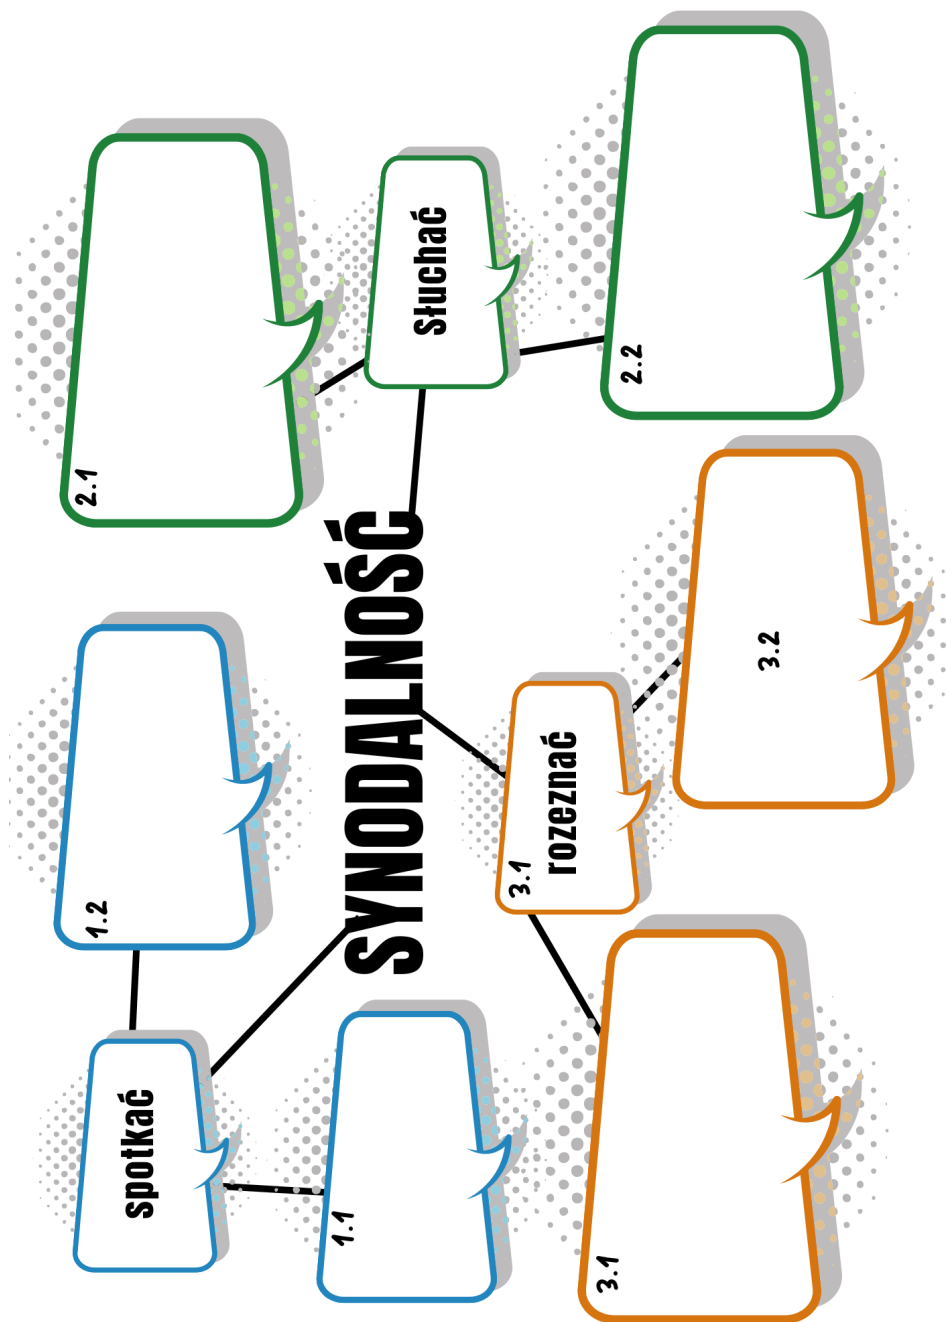 2.1
1.2
spotkać
1.1
SYNODALNOŚĆ
Słuchać
3.1
rozeznać
3.1
2.2
3.2